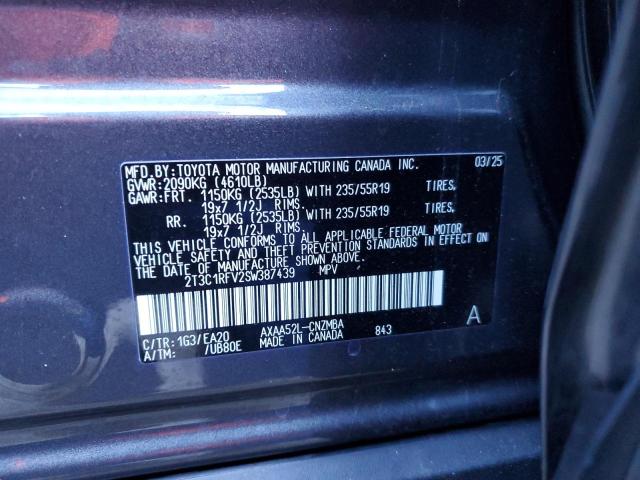 MFD.BY:TOYOTA MOTOR MANUFACTURING CANADA INC. 03/25
GVWR:2090KG (4610LB)
GAWR:FRT. 1150KG (2535LB) WITH 235/55R19 TIRES.
19x7 1/2J RIMS.
RR. 1150KG (2535LB) WITH 235/55R19 TIRES.
19x7 1/2J RIMS.
THIS VEHICLE CONFORMS TO ALL APPLICABLE FEDERAL MOTOR
VEHICLE SAFETY AND THEFT PREVENTION STANDARDS IN EFFECT ON
THE DATE OF MANUFACTURE SHOWN ABOVE.
2T3C1RFV2SW387439 MPV
A
C/TR:1G3/EA20 AXAA52L-CNZMBA 843
A/TM: /UB80E MADE IN CANADA